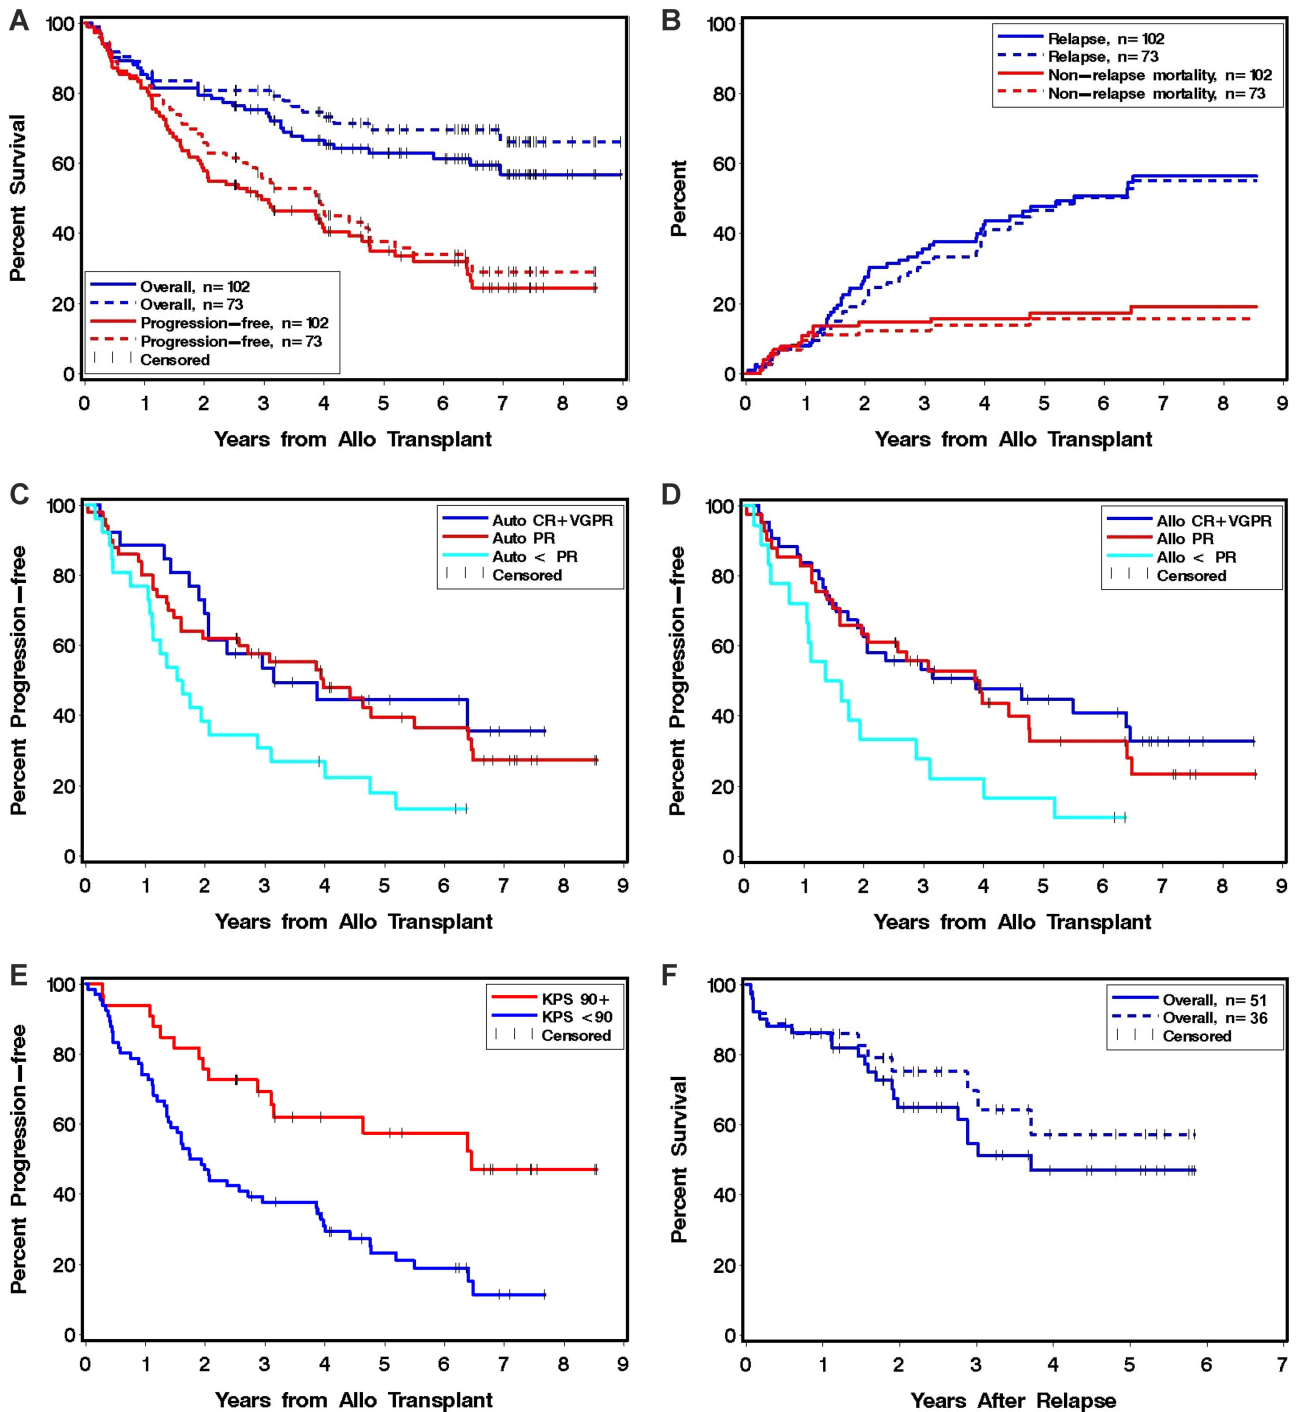 A
100
80
60
40
20
0
Percent Survival
Overall, n=102
Overall, n=73
Progression-free, n=102
Progression-free, n=73
Censored
0 1 2 3 4 5 6 7 8 9
Years from Allo Transplant
B
100
80
60
40
20
0
Percent
Relapse, n=102
Relapse, n=73
Non-relapse mortality, n=102
Non-relapse mortality, n=73
0 1 2 3 4 5 6 7 8 9
Years from Allo Transplant
C
100
80
60
40
20
0
Percent Progression-free
Auto CR+VGPR
Auto PR
Auto < PR
Censored
0 1 2 3 4 5 6 7 8 9
Years from Allo Transplant
D
100
80
60
40
20
0
Percent Progression-free
Allo CR+VGPR
Allo PR
Allo < PR
Censored
0 1 2 3 4 5 6 7 8 9
Years from Allo Transplant
E
100
80
60
40
20
0
Percent Progression-free
KPS 90+
KPS <90
Censored
0 1 2 3 4 5 6 7 8 9
Years from Allo Transplant
F
100
80
60
40
20
0
Percent Survival
Overall, n=51
Overall, n=36
Censored
0 1 2 3 4 5 6 7
Years After Relapse